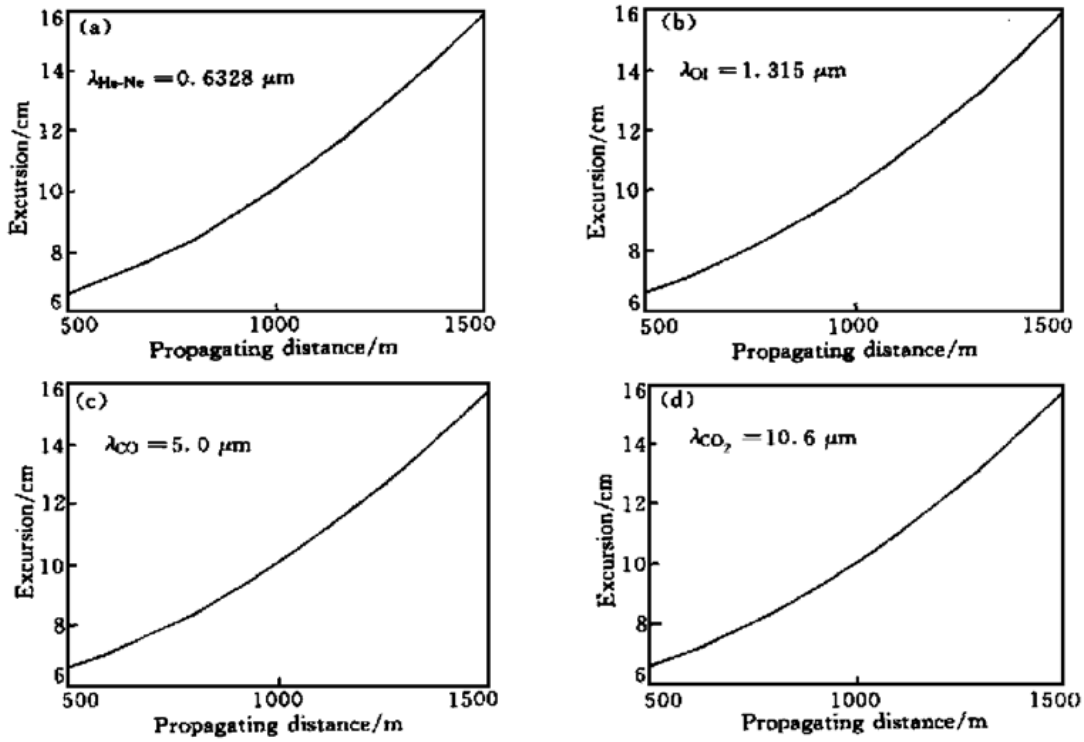 (a)
λHe-Ne = 0.6328 μm
Excursion/cm
16
14
12
10
8
6
500 1000 1500
Propagating distance/m
(b)
λOI = 1.315 μm
Excursion/cm
16
14
12
10
8
6
500 1000 1500
Propagating distance/m
(c)
λCO = 5.0 μm
Excursion/cm
16
14
12
10
8
6
500 1000 1500
Propagating distance/m
(d)
λCO₂ = 10.6 μm
Excursion/cm
16
14
12
10
8
6
500 1000 1500
Propagating distance/m